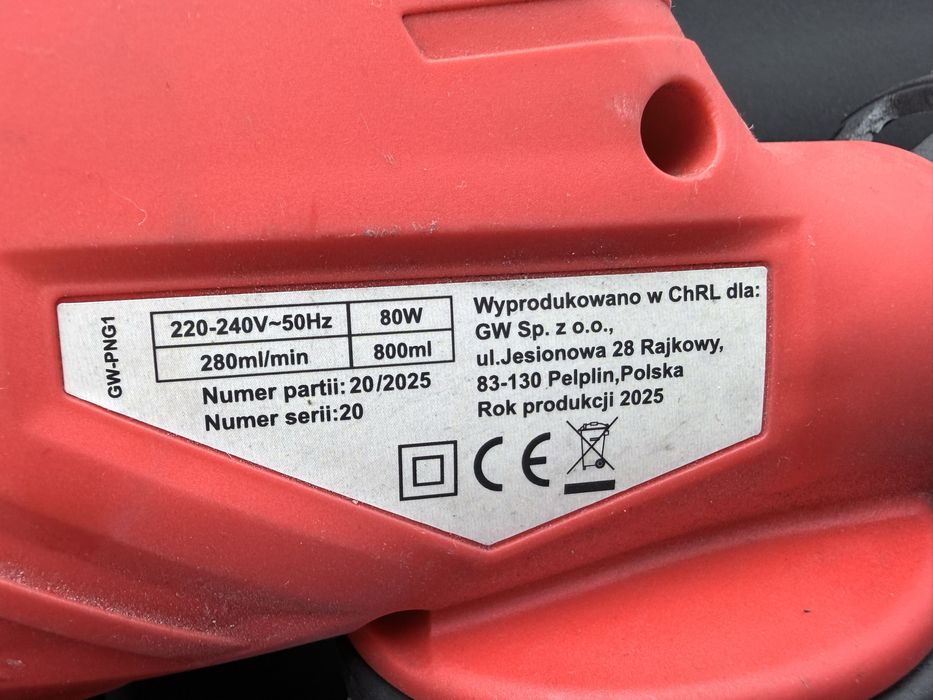 GW-PNG1
220-240V~50Hz 80W
280ml/min 800ml
Numer partii: 20/2025
Numer serii:20
Wyprodukowano w ChRL dla:
GW Sp. z o.o.,
ul.Jesionowa 28 Rajkowy,
83-130 Pelplin,Polska
Rok produkcji 2025
CE